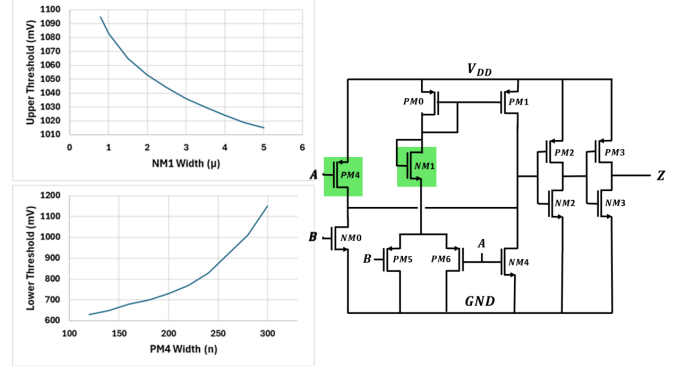 Upper Threshold (mV)
1100
1090
1080
1070
1060
1050
1040
1030
1020
1010
0 1 2 3 4 5 6
NM1 Width (μ)
Lower Threshold (mV)
1200
1100
1000
900
800
700
600
100 150 200 250 300
PM4 Width (n)
V_DD
PM0 PM1
A PM4 NM1 PM2 PM3
Z
NM2 NM3
B NM0 B PM5 PM6 A NM4
GND